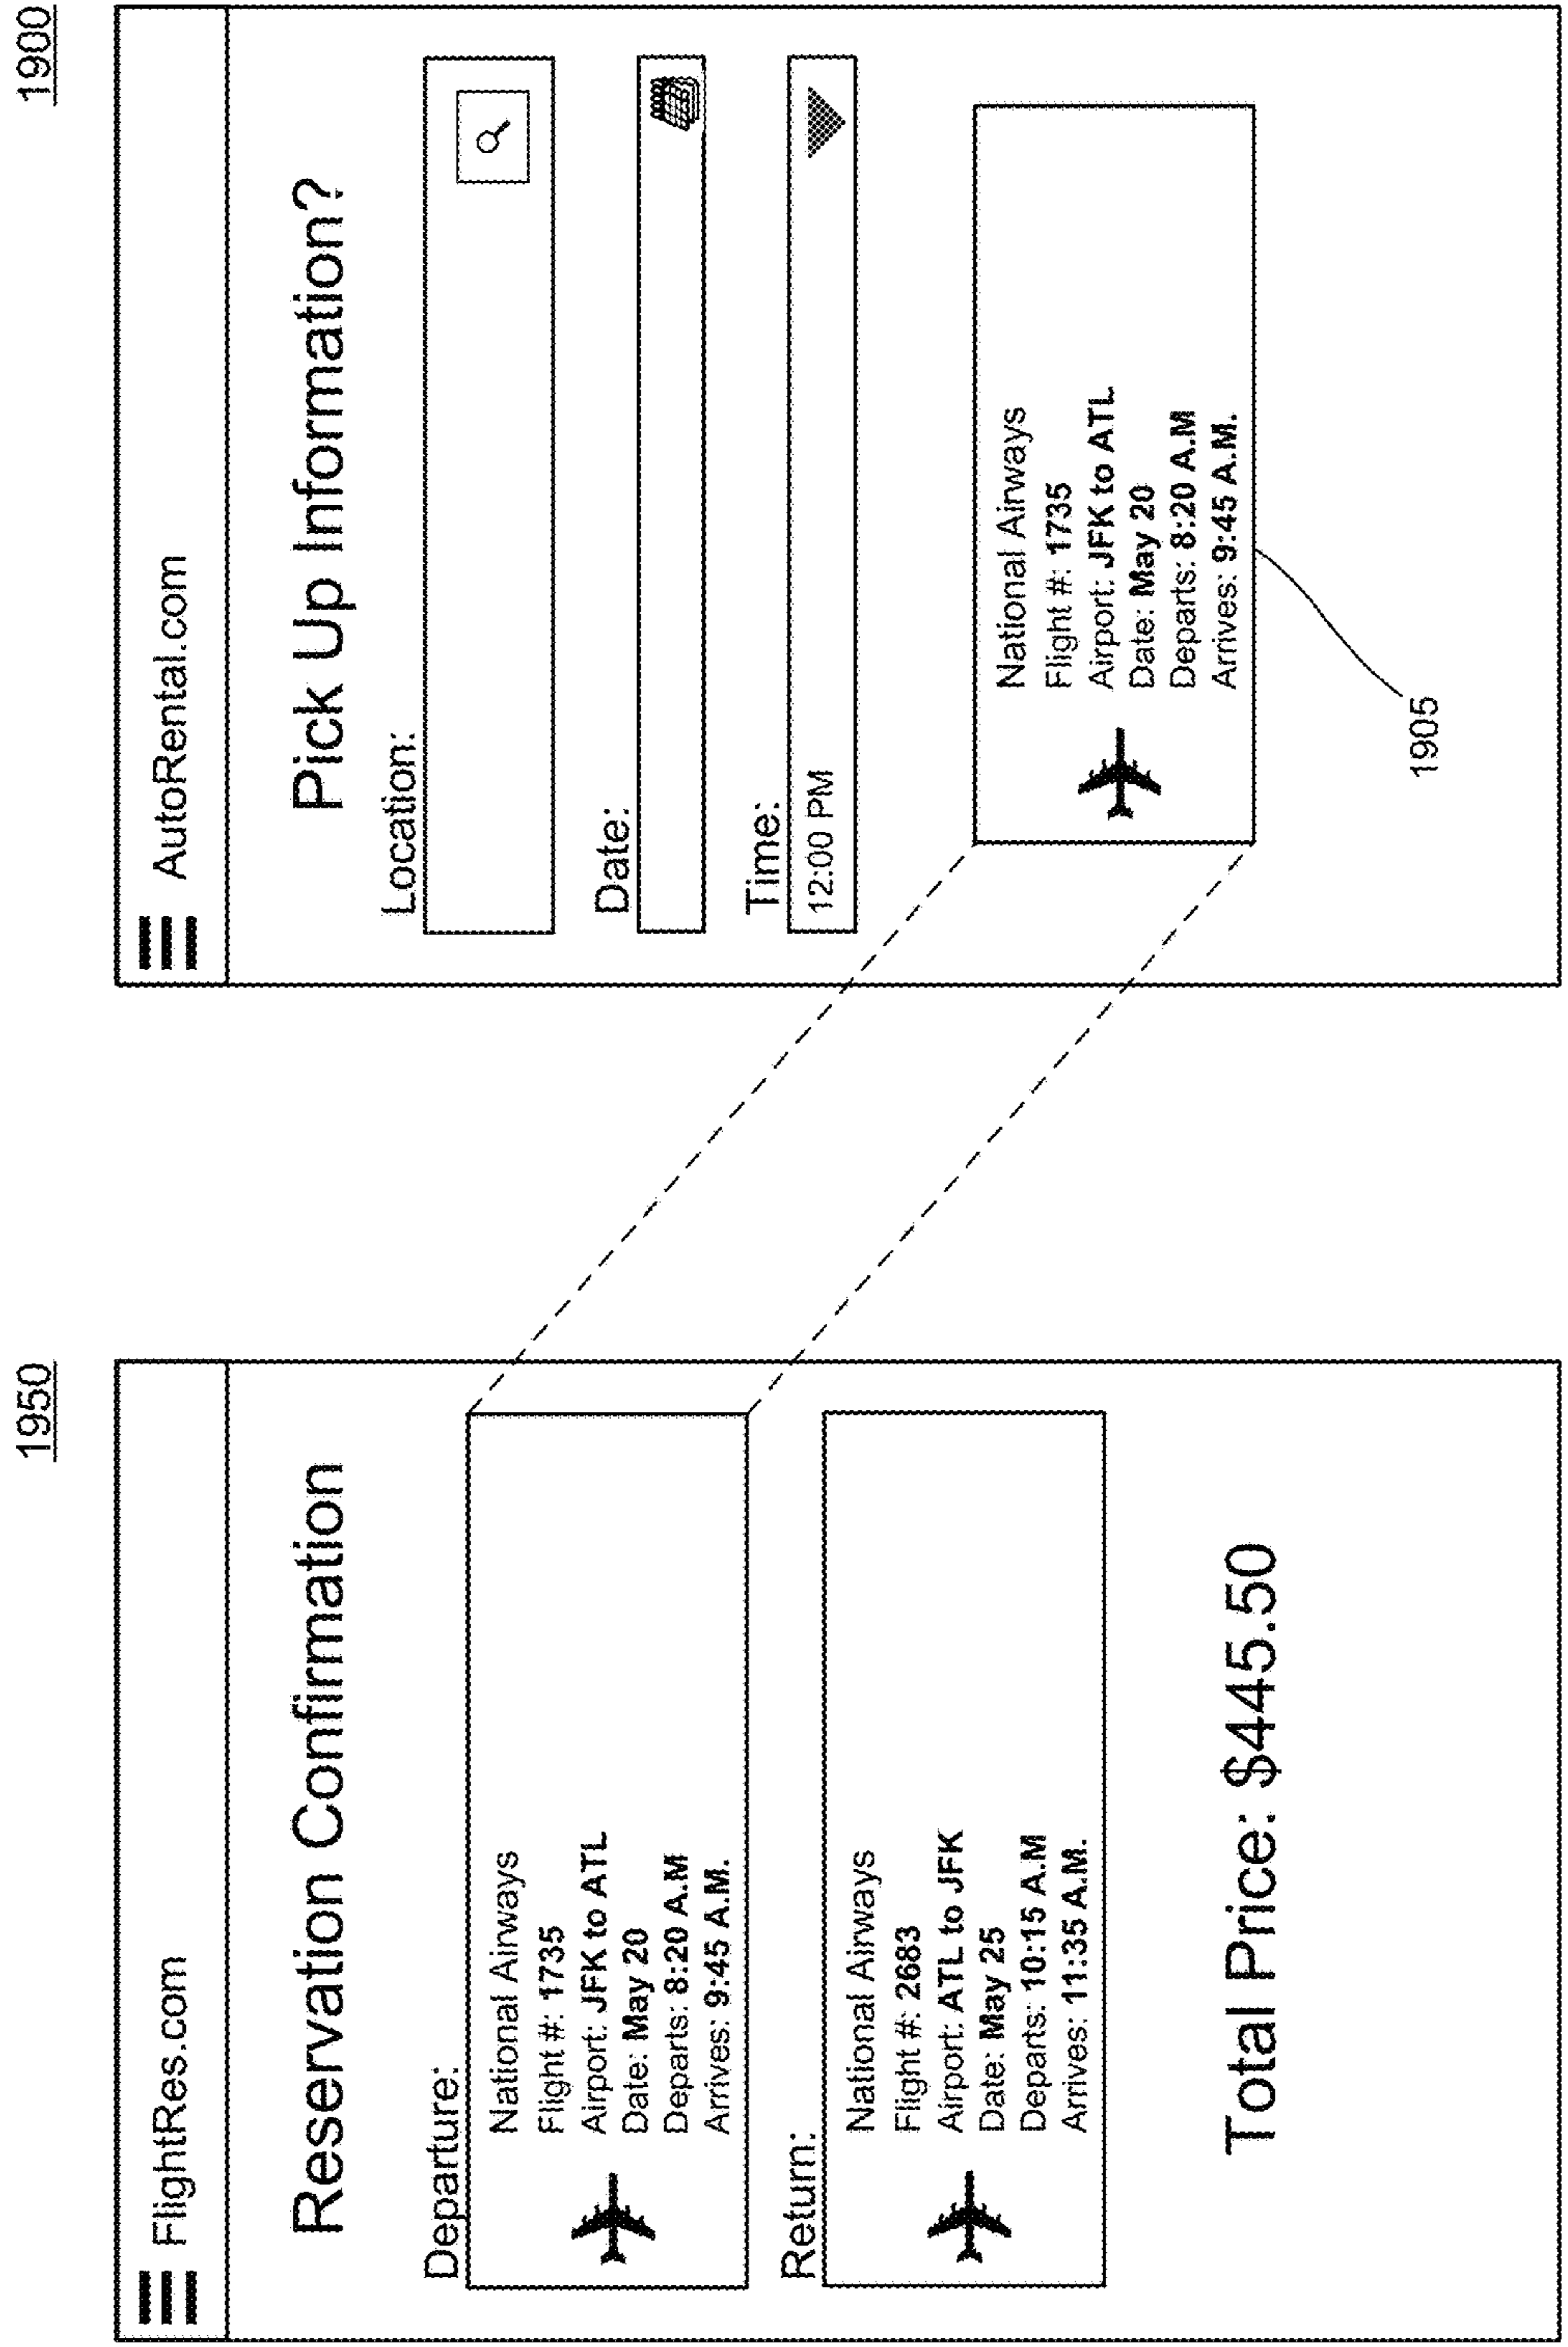 1950
FlightRes.com
Reservation Confirmation
Departure:
National Airways
Flight #: 1735
Airport: JFK to ATL
Date: May 20
Departs: 8:20 A.M
Arrives: 9:45 A.M.
Return:
National Airways
Flight #: 2683
Airport: ATL to JFK
Date: May 25
Departs: 10:15 A.M
Arrives: 11:35 A.M.
Total Price: $445.50
1900
AutoRental.com
Pick Up Information?
Location:
Date:
Time:
12:00 PM
National Airways
Flight #: 1735
Airport: JFK to ATL
Date: May 20
Departs: 8:20 A.M
Arrives: 9:45 A.M.
1905